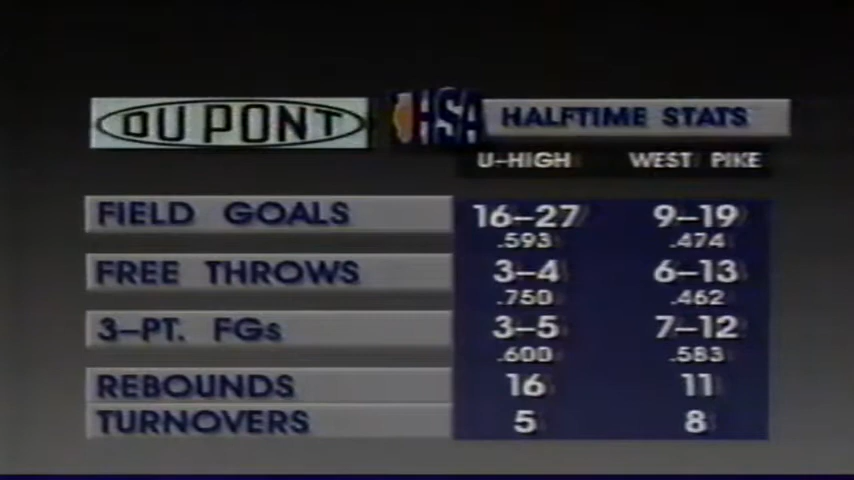 DU PONT IHSA HALFTIME STATS
U-HIGH WEST PIKE
FIELD GOALS 16-27 9-19
.593 .474
FREE THROWS 3-4 6-13
.750 .462
3-PT. FGs 3-5 7-12
.600 .583
REBOUNDS 16 11
TURNOVERS 5 8